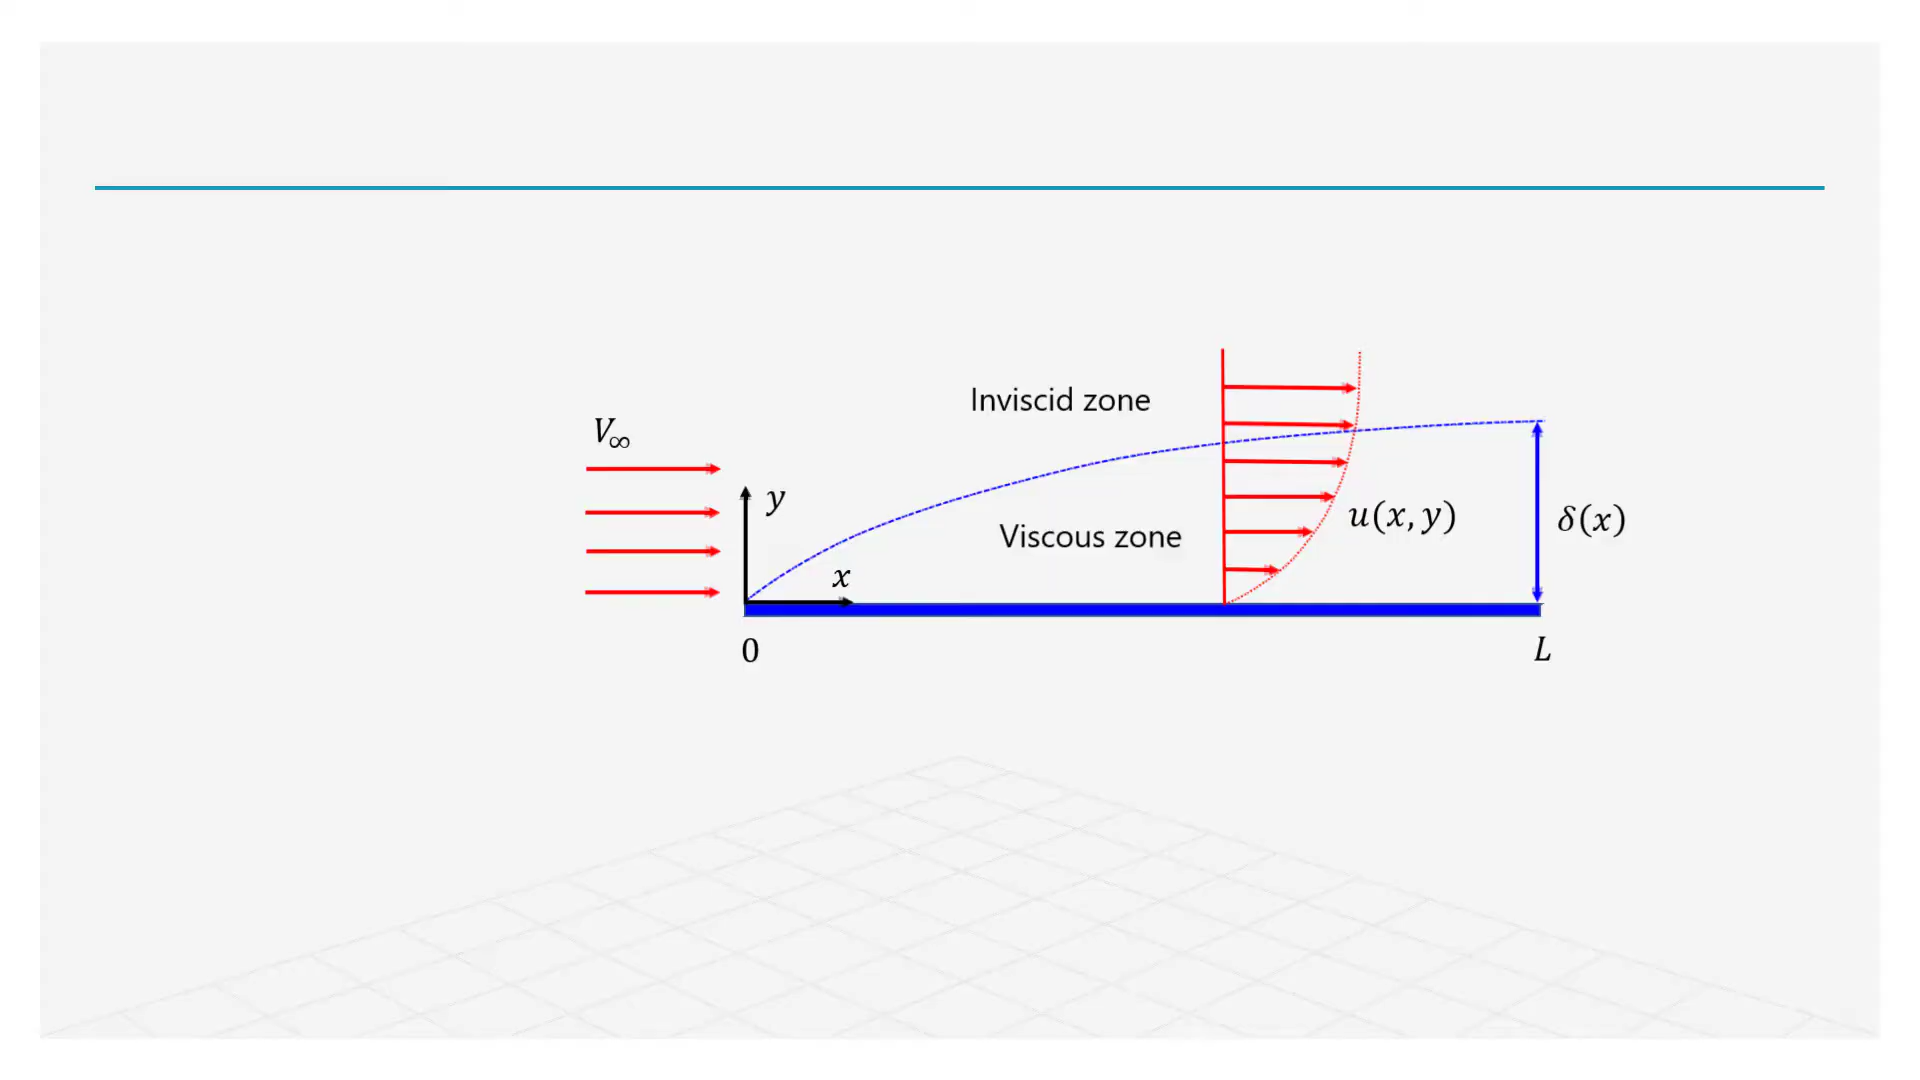 Inviscid zone
V∞
y
u(x, y)
δ(x)
Viscous zone
x
0
L